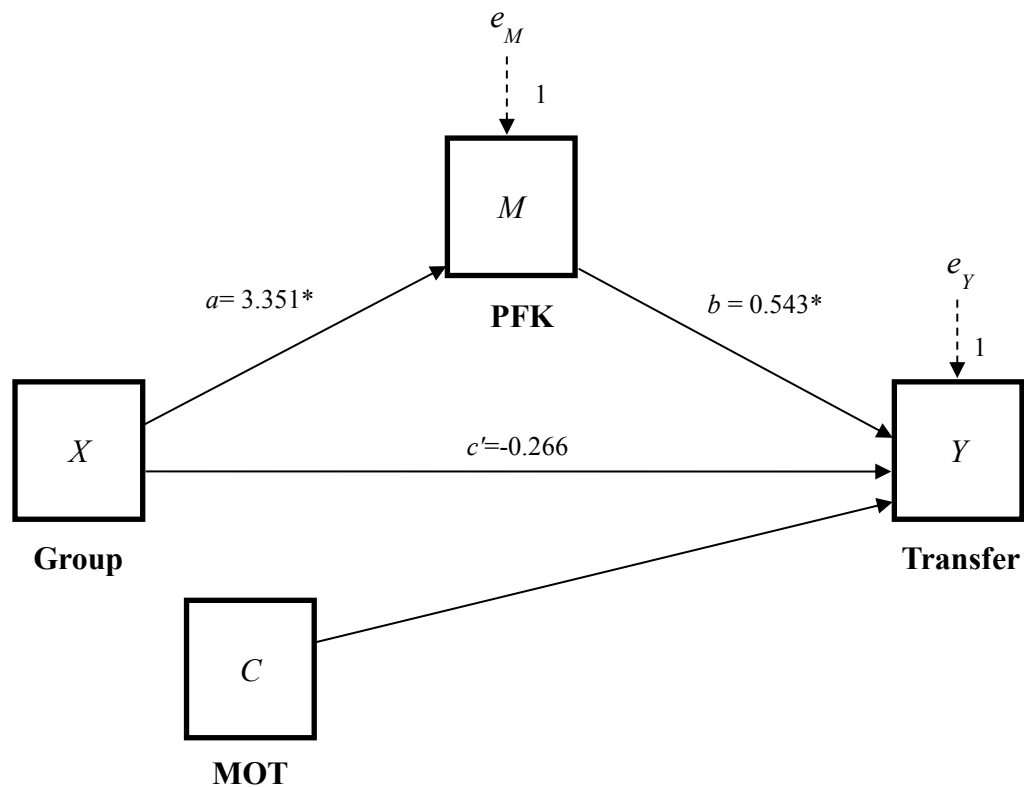 e_M
1
M
a= 3.351*
PFK
b = 0.543*
e_Y
1
X
c'=-0.266
Y
Group
Transfer
C
MOT